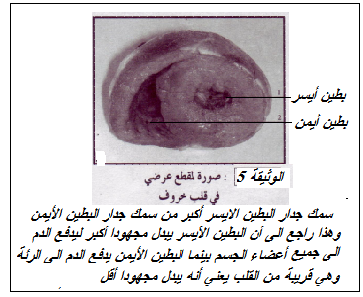 بطين أيسر
بطين أيمن
الوثيقة 5 : صورة لمقطع عرضي
في قلب خروف
سمك جدار البطين الايسر أكبر من سمك جدار البطين الأيمن
وهذا راجع الى أن البطين الأيسر يبدل مجهودا أكبر ليدفع الدم
الى جميع أعضاء الجسم بينما البطين الأيمن يدفع الدم الى الرئة
وهي قريبة من القلب يعني أنه يبدل مجهودا أقل